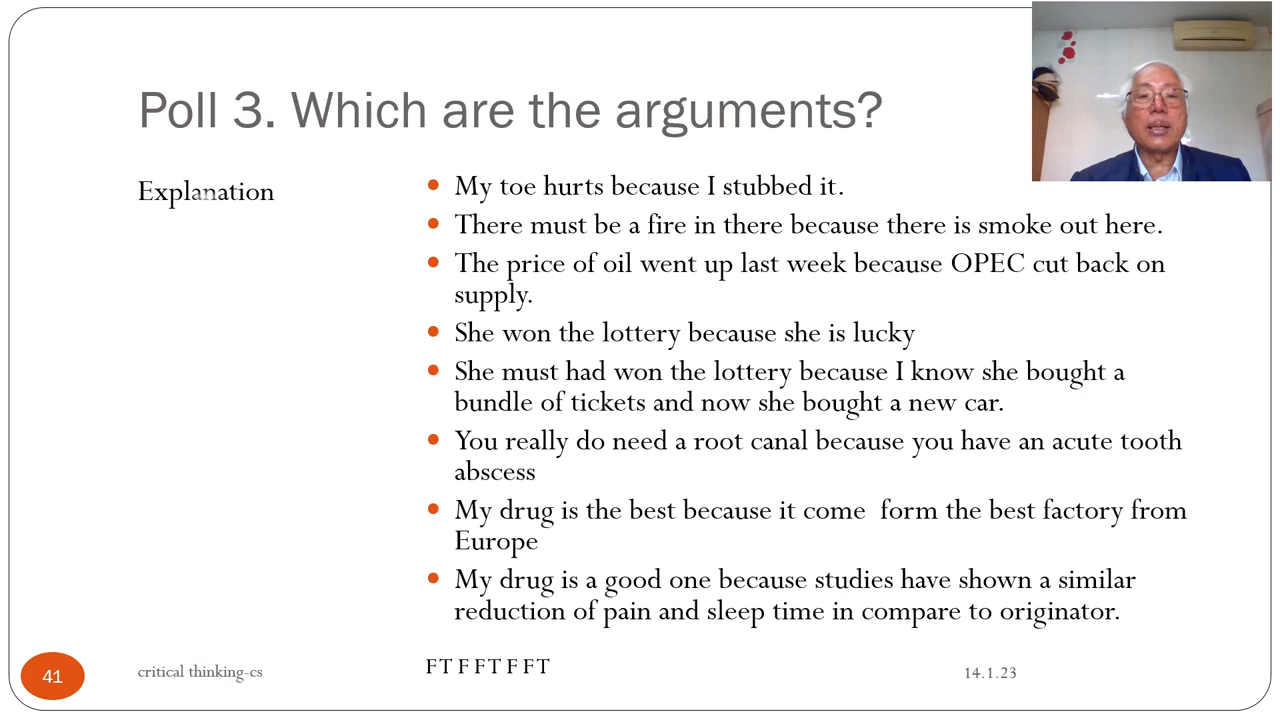 Poll 3. Which are the arguments?
Explanation
• My toe hurts because I stubbed it.
• There must be a fire in there because there is smoke out here.
• The price of oil went up last week because OPEC cut back on
supply.
• She won the lottery because she is lucky
• She must had won the lottery because I know she bought a
bundle of tickets and now she bought a new car.
• You really do need a root canal because you have an acute tooth
abscess
• My drug is the best because it come  form the best factory from
Europe
• My drug is a good one because studies have shown a similar
reduction of pain and sleep time in compare to originator.
41
critical thinking-cs
F T F F T F F T
14.1.23